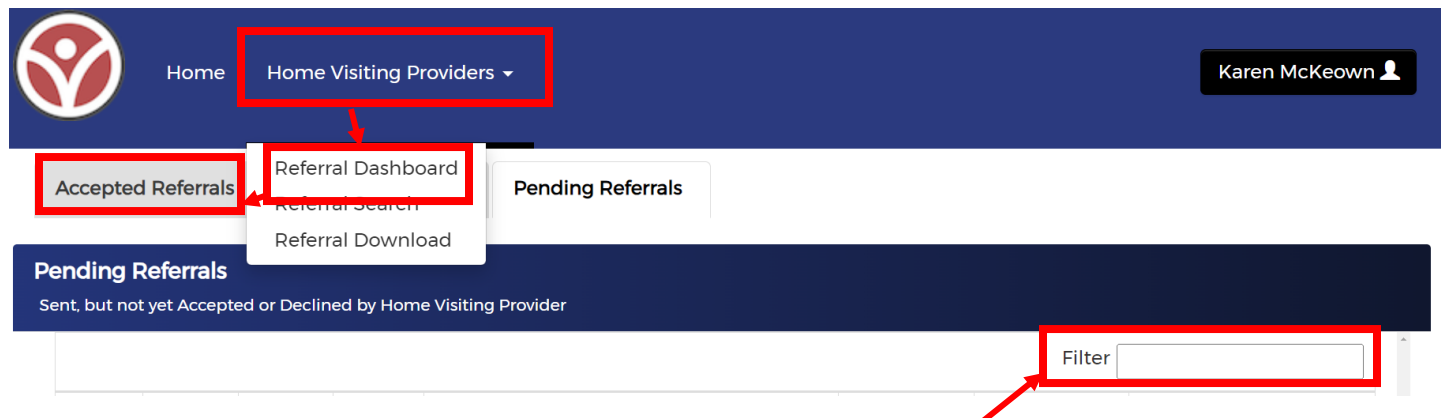 Home
Home Visiting Providers
Karen McKeown
Accepted Referrals
Referral Dashboard
Referral Search
Referral Download
Pending Referrals
Pending Referrals
Sent, but not yet Accepted or Declined by Home Visiting Provider
Filter